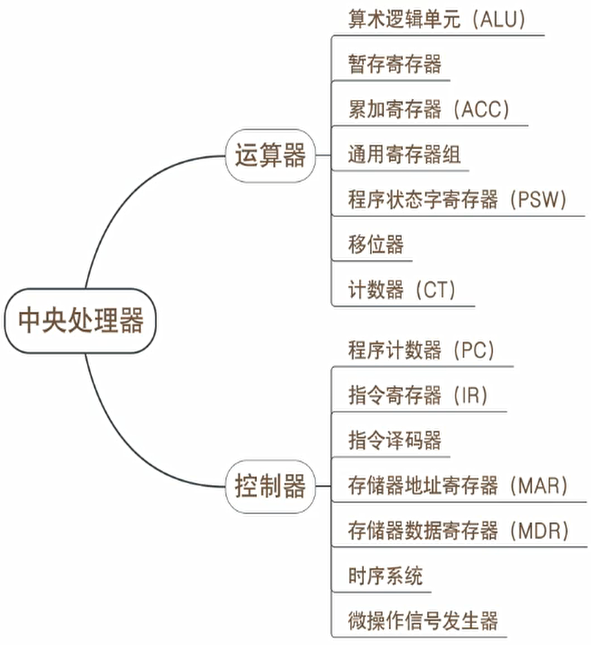 中央处理器
运算器
算术逻辑单元（ALU）
暂存寄存器
累加寄存器（ACC）
通用寄存器组
程序状态字寄存器（PSW）
移位器
计数器（CT）
控制器
程序计数器（PC）
指令寄存器（IR）
指令译码器
存储器地址寄存器（MAR）
存储器数据寄存器（MDR）
时序系统
微操作信号发生器